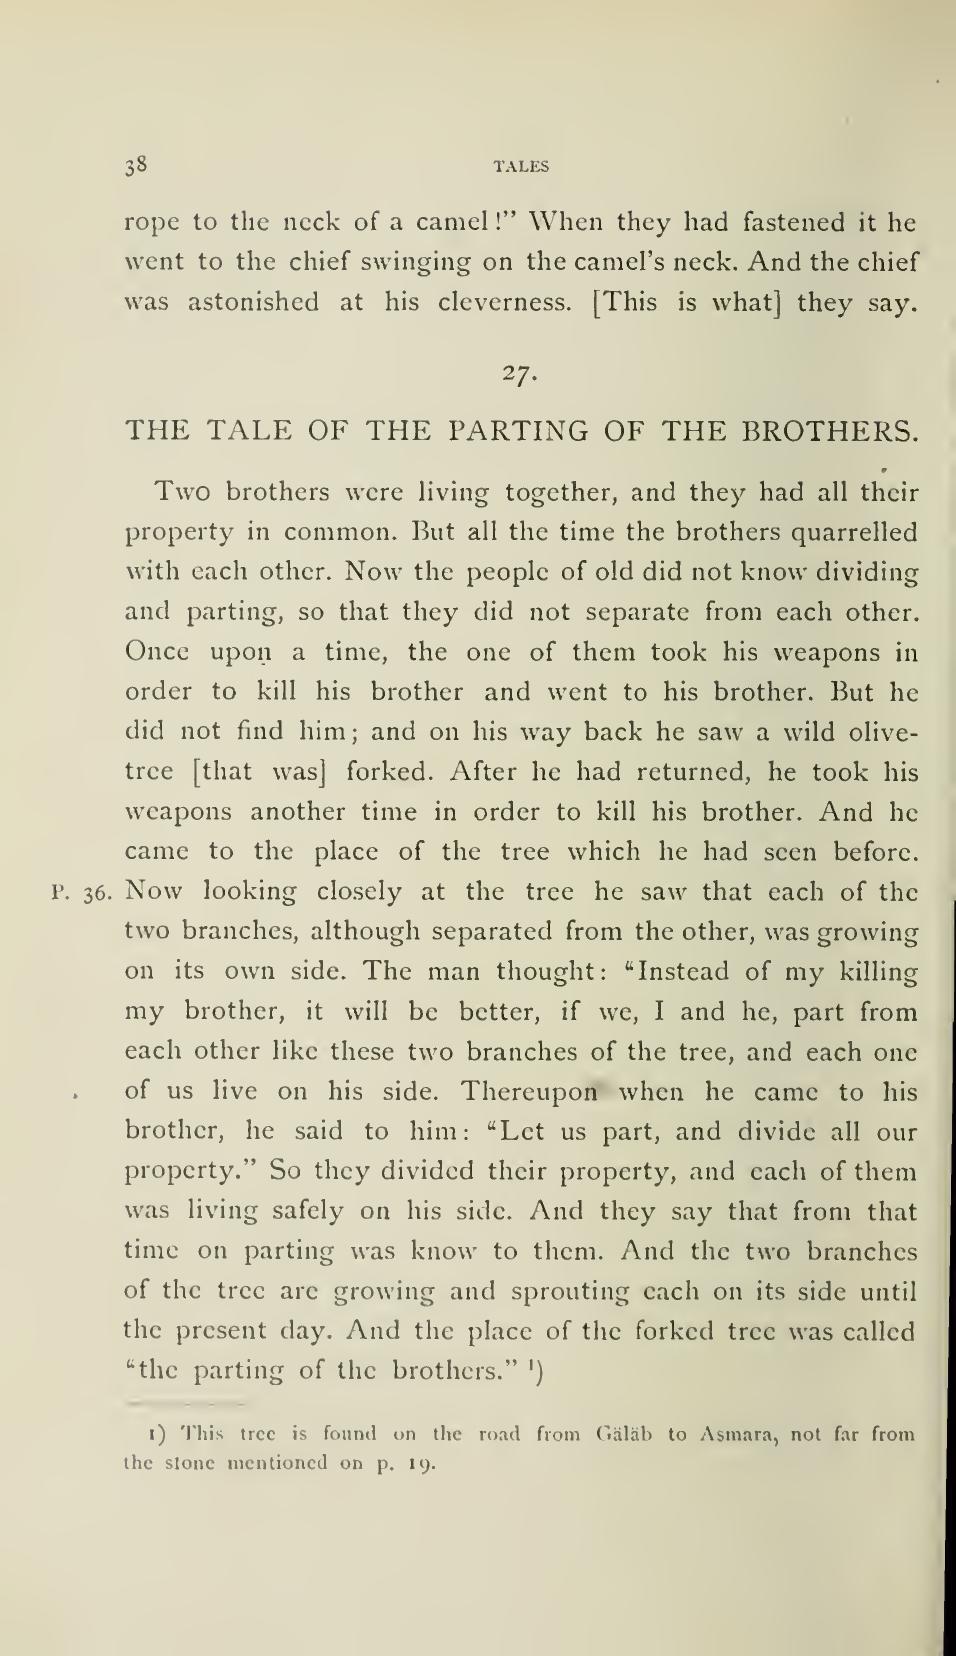 38 TALES
rope to the neck of a camel!” When they had fastened it he
went to the chief swinging on the camel’s neck. And the chief
was astonished at his cleverness. [This is what] they say.
27.
THE TALE OF THE PARTING OF THE BROTHERS.
Two brothers were living together, and they had all their
property in common. But all the time the brothers quarrelled
with each other. Now the people of old did not know dividing
and parting, so that they did not separate from each other.
Once upon a time, the one of them took his weapons in
order to kill his brother and went to his brother. But he
did not find him; and on his way back he saw a wild olive-
tree [that was] forked. After he had returned, he took his
weapons another time in order to kill his brother. And he
came to the place of the tree which he had seen before.
P. 36. Now looking closely at the tree he saw that each of the
two branches, although separated from the other, was growing
on its own side. The man thought: “Instead of my killing
my brother, it will be better, if we, I and he, part from
each other like these two branches of the tree, and each one
of us live on his side. Thereupon when he came to his
brother, he said to him: “Let us part, and divide all our
property.” So they divided their property, and each of them
was living safely on his side. And they say that from that
time on parting was know to them. And the two branches
of the tree are growing and sprouting each on its side until
the present day. And the place of the forked tree was called
“the parting of the brothers.” ¹)
1) This tree is found on the road from Gäläb to Asmara, not far from
the stone mentioned on p. 19.